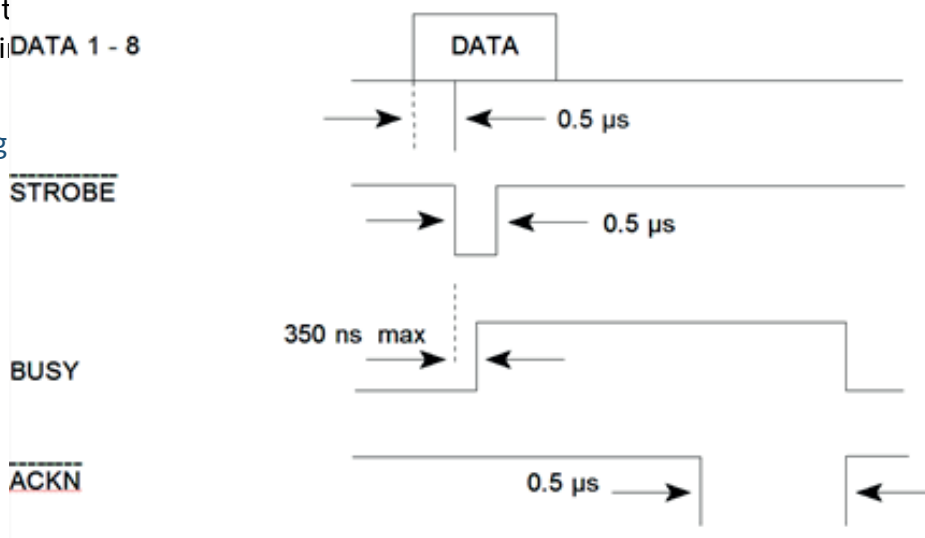 t
DATA 1 - 8
DATA
0.5 µs
g
STROBE
0.5 µs
350 ns max
BUSY
ACKN
0.5 µs